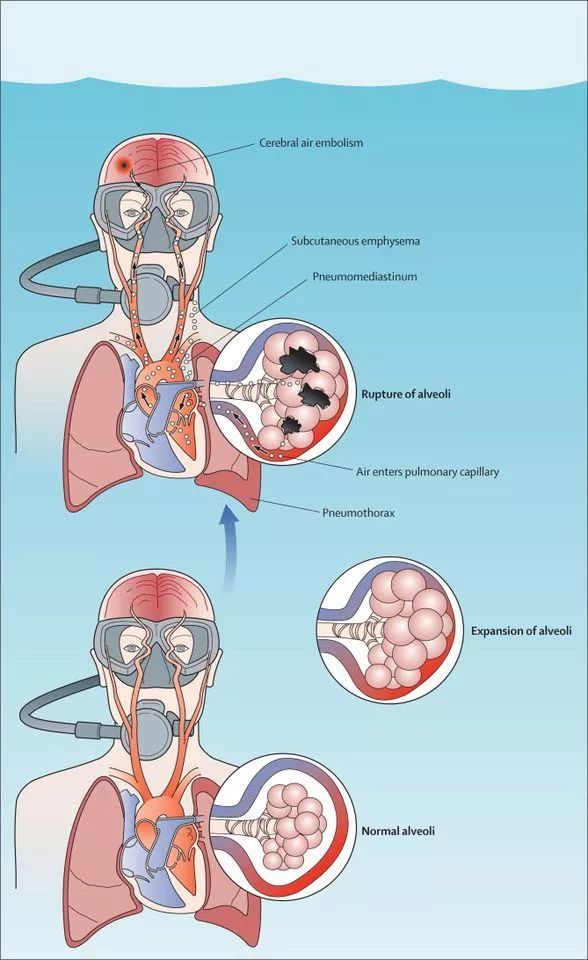 Cerebral air embolism
Subcutaneous emphysema
Pneumomediastinum
Rupture of alveoli
Air enters pulmonary capillary
Pneumothorax
Expansion of alveoli
Normal alveoli